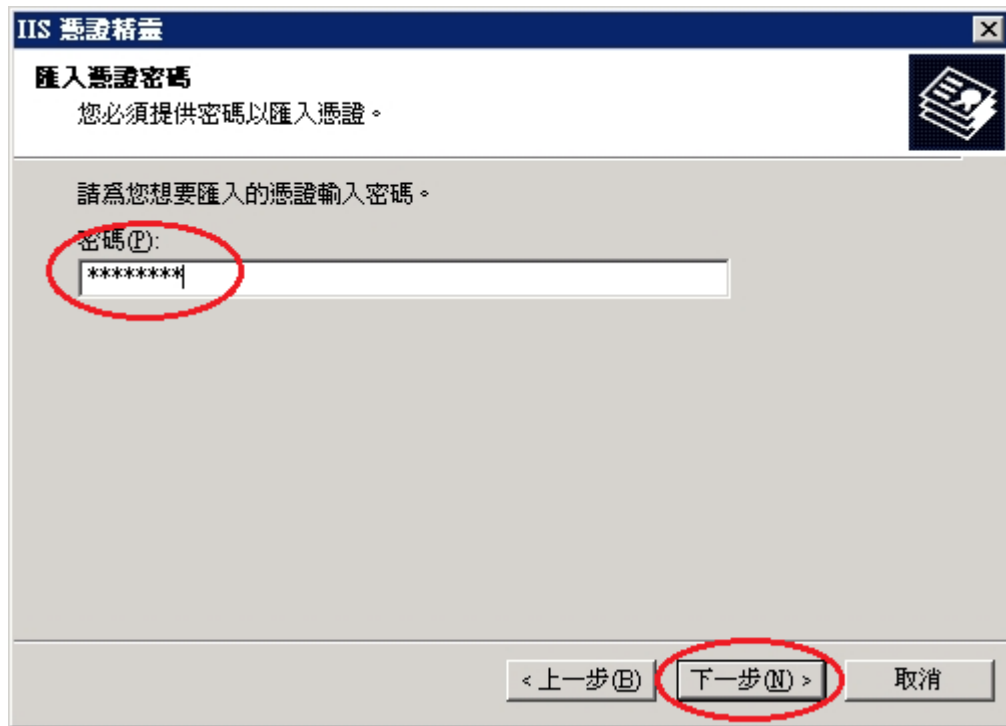 IIS 憑證精靈
匯入憑證密碼
您必須提供密碼以匯入憑證。
請為您想要匯入的憑證輸入密碼。
密碼(P):
********
< 上一步(B)
下一步(N) >
取消